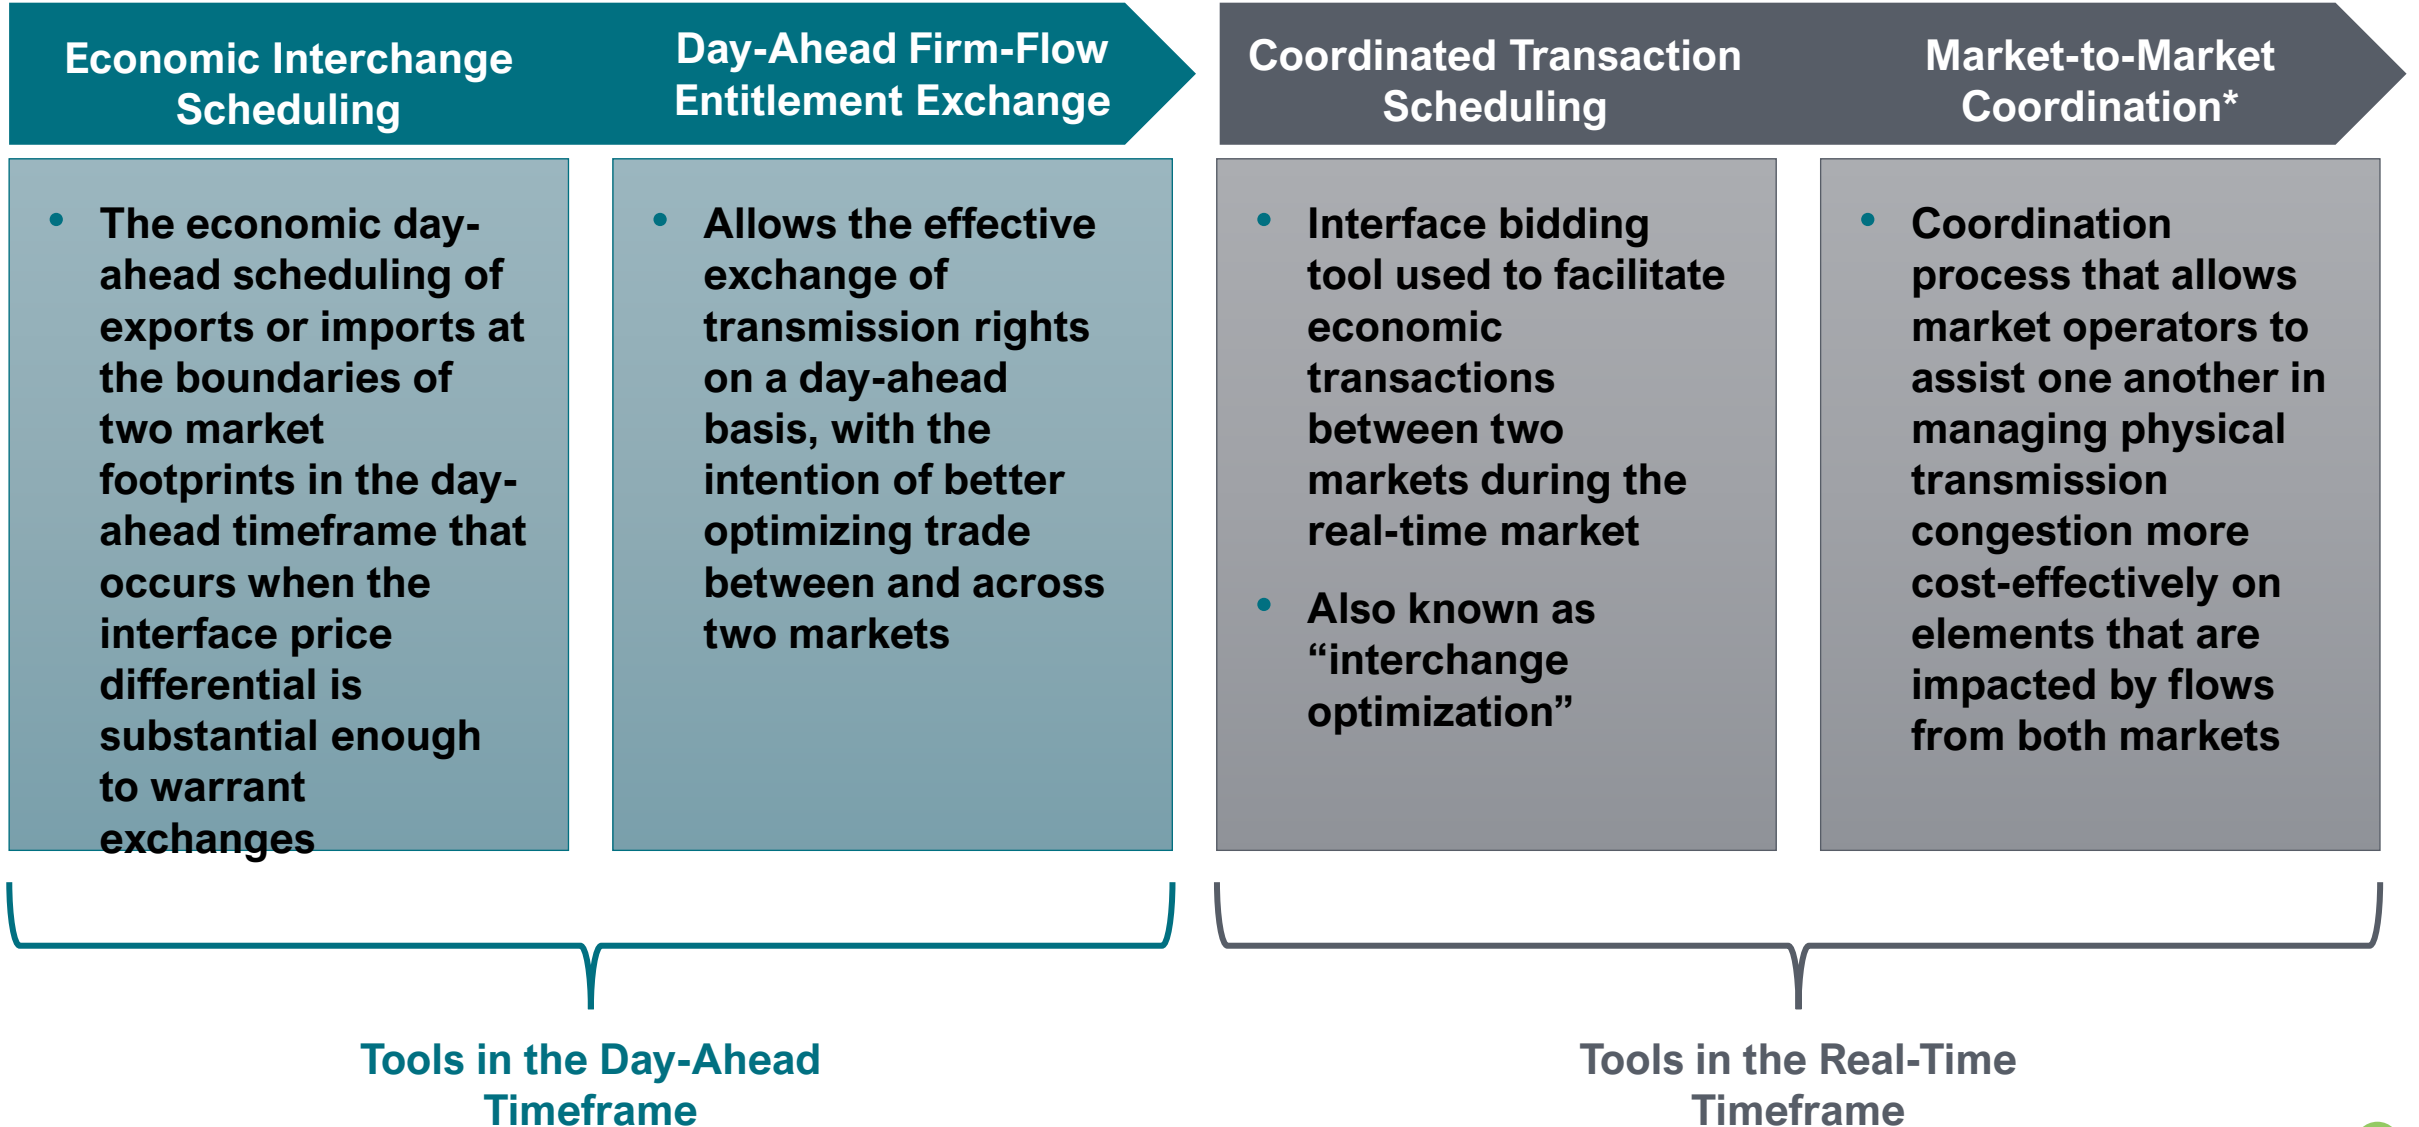 Economic Interchange
Scheduling
Day-Ahead Firm-Flow
Entitlement Exchange
Coordinated Transaction
Scheduling
Market-to-Market
Coordination*
• The economic day-
ahead scheduling of
exports or imports at
the boundaries of
two market
footprints in the day-
ahead timeframe that
occurs when the
interface price
differential is
substantial enough
to warrant
exchanges
• Allows the effective
exchange of
transmission rights
on a day-ahead
basis, with the
intention of better
optimizing trade
between and across
two markets
• Interface bidding
tool used to facilitate
economic
transactions
between two
markets during the
real-time market
• Also known as
“interchange
optimization”
• Coordination
process that allows
market operators to
assist one another in
managing physical
transmission
congestion more
cost-effectively on
elements that are
impacted by flows
from both markets
Tools in the Day-Ahead
Timeframe
Tools in the Real-Time
Timeframe